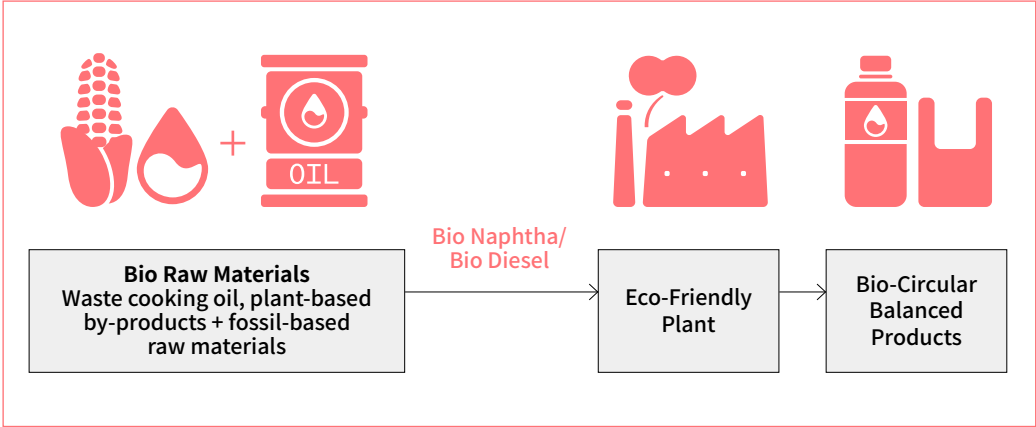 OIL
Bio Naphtha/
Bio Diesel
Bio Raw Materials
Waste cooking oil, plant-based
by-products + fossil-based
raw materials
Eco-Friendly
Plant
Bio-Circular
Balanced
Products